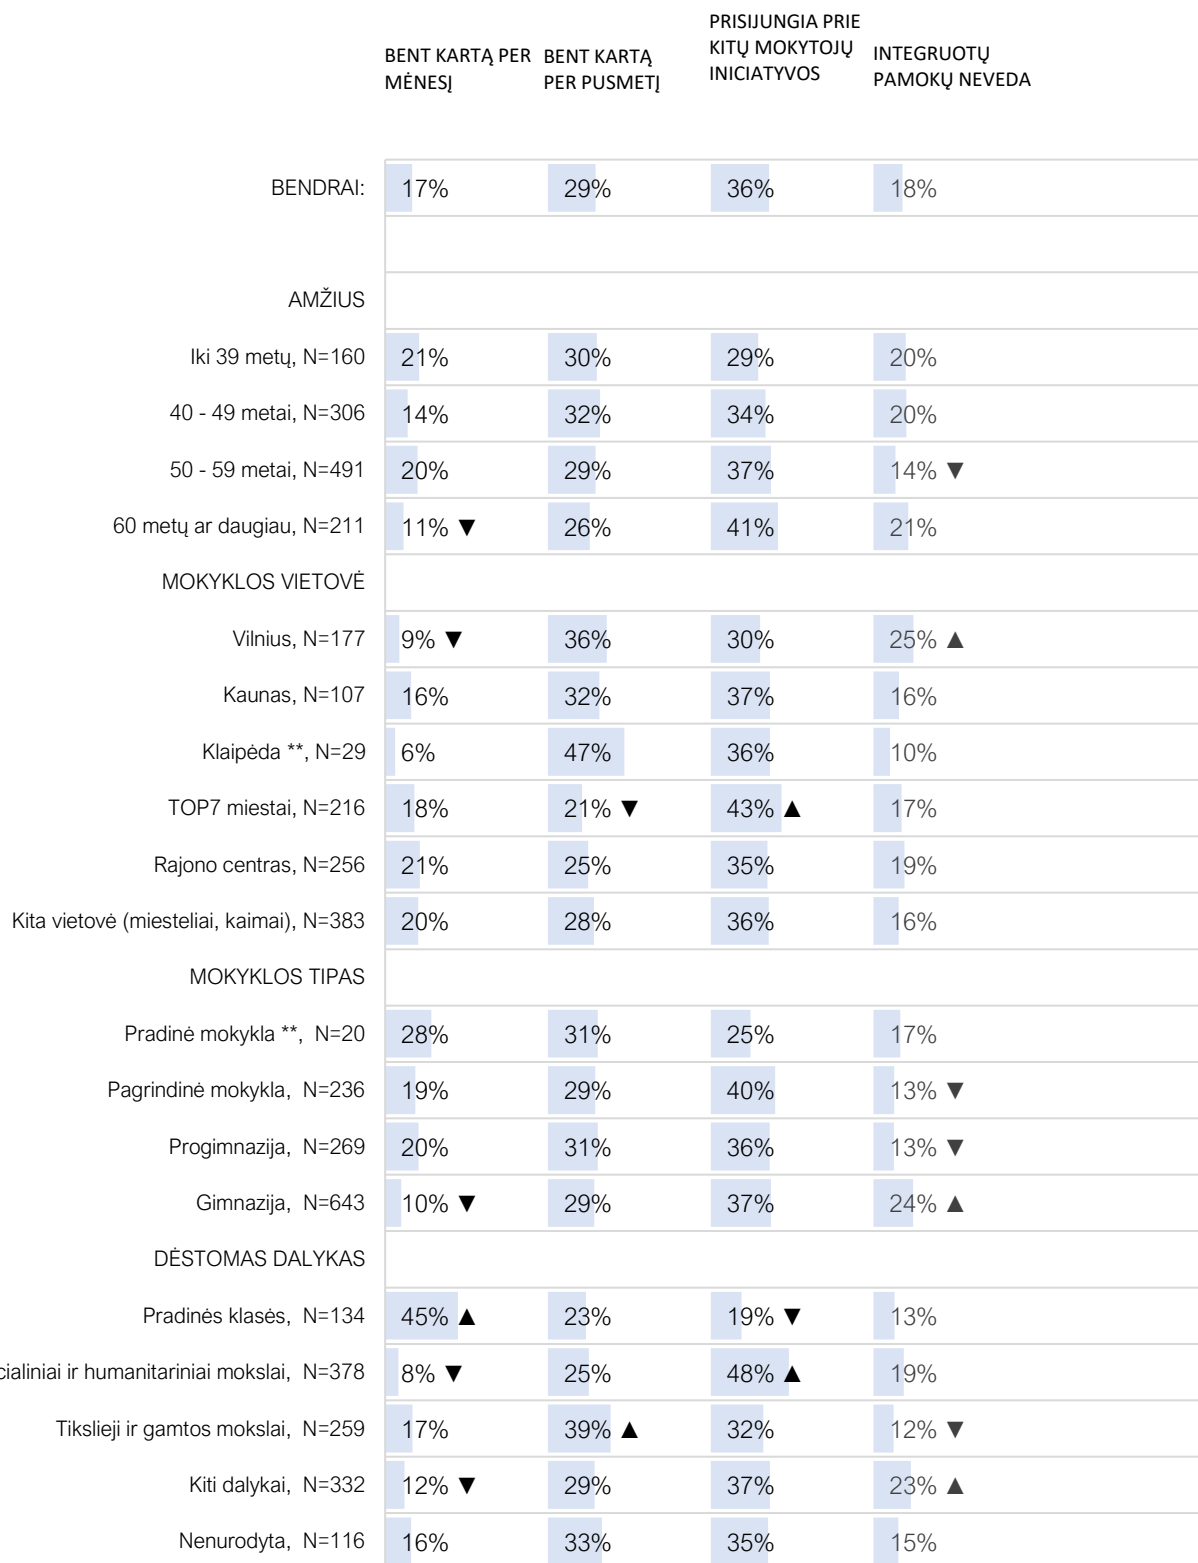 BENT KARTĄ PER MĖNESĮ
BENT KARTĄ PER PUSMETĮ
PRISIJUNGIA PRIE KITŲ MOKYTOJŲ INICIATYVOS
INTEGRUOTŲ PAMOKŲ NEVEDA
BENDRAI: 17% 29% 36% 18%
AMŽIUS
Iki 39 metų, N=160 21% 30% 29% 20%
40 - 49 metai, N=306 14% 32% 34% 20%
50 - 59 metai, N=491 20% 29% 37% 14% ▼
60 metų ar daugiau, N=211 11% ▼ 26% 41% 21%
MOKYKLOS VIETOVĖ
Vilnius, N=177 9% ▼ 36% 30% 25% ▲
Kaunas, N=107 16% 32% 37% 16%
Klaipėda **, N=29 6% 47% 36% 10%
TOP7 miestai, N=216 18% 21% ▼ 43% ▲ 17%
Rajono centras, N=256 21% 25% 35% 19%
Kita vietovė (miesteliai, kaimai), N=383 20% 28% 36% 16%
MOKYKLOS TIPAS
Pradinė mokykla **, N=20 28% 31% 25% 17%
Pagrindinė mokykla, N=236 19% 29% 40% 13% ▼
Progimnazija, N=269 20% 31% 36% 13% ▼
Gimnazija, N=643 10% ▼ 29% 37% 24% ▲
DĖSTOMAS DALYKAS
Pradinės klasės, N=134 45% ▲ 23% 19% ▼ 13%
cialiniai ir humanitariniai mokslai, N=378 8% ▼ 25% 48% ▲ 19%
Tikslieji ir gamtos mokslai, N=259 17% 39% ▲ 32% 12% ▼
Kiti dalykai, N=332 12% ▼ 29% 37% 23% ▲
Nenurodyta, N=116 16% 33% 35% 15%